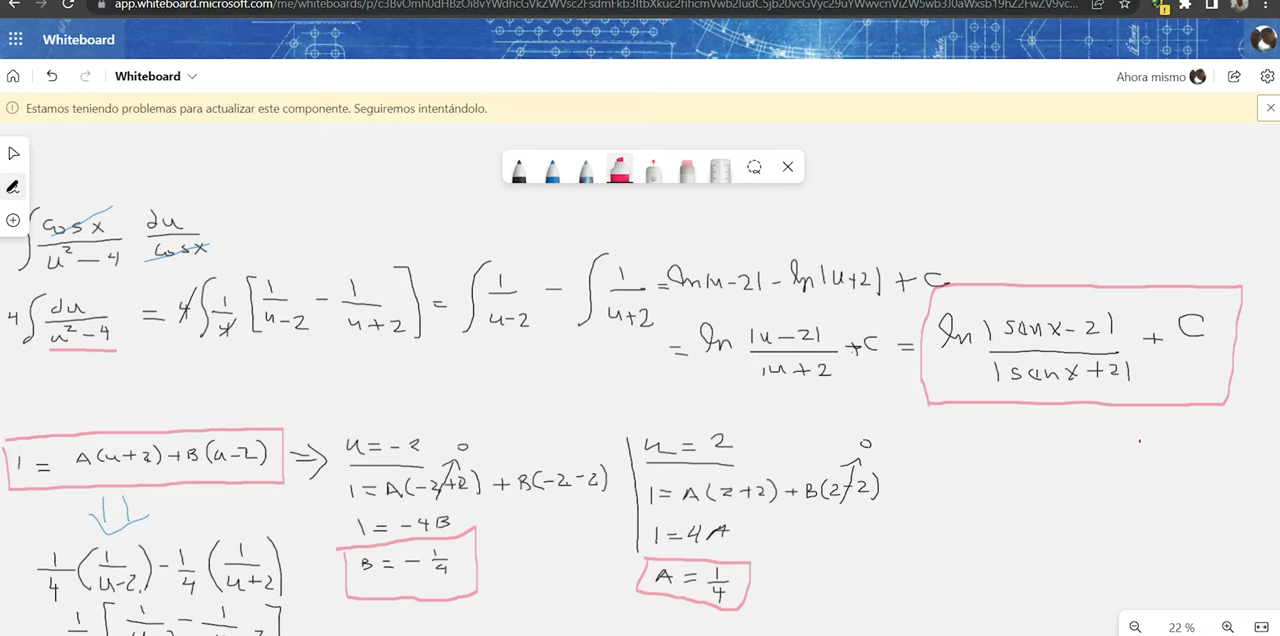 app.whiteboard.microsoft.com/me/whiteboards/p/
Whiteboard
Whiteboard
Ahora mismo
Estamos teniendo problemas para actualizar este componente. Seguiremos intentándolo.
∫ cos x / (u² - 4) du / cos x
4 ∫ du / (u² - 4) = 4 ∫ 1/4 [ 1/(u-2) - 1/(u+2) ] = ∫ 1/(u-2) - ∫ 1/(u+2) = ln|u-2| - ln|u+2| + C
= ln |u-2| / |u+2 + C = ln |sen x - 2| / |sen x + 2| + C
1 = A(u+2) + B(u-2) ⇒
u = -2
1 = A(-2+2) 0 + B(-2-2)
1 = -4B
B = - 1/4
u = 2
1 = A(2+2) + B(2-2) 0
1 = 4A
A = 1/4
1/4 ( 1/(u-2) ) - 1/4 ( 1/(u+2) )
22 %